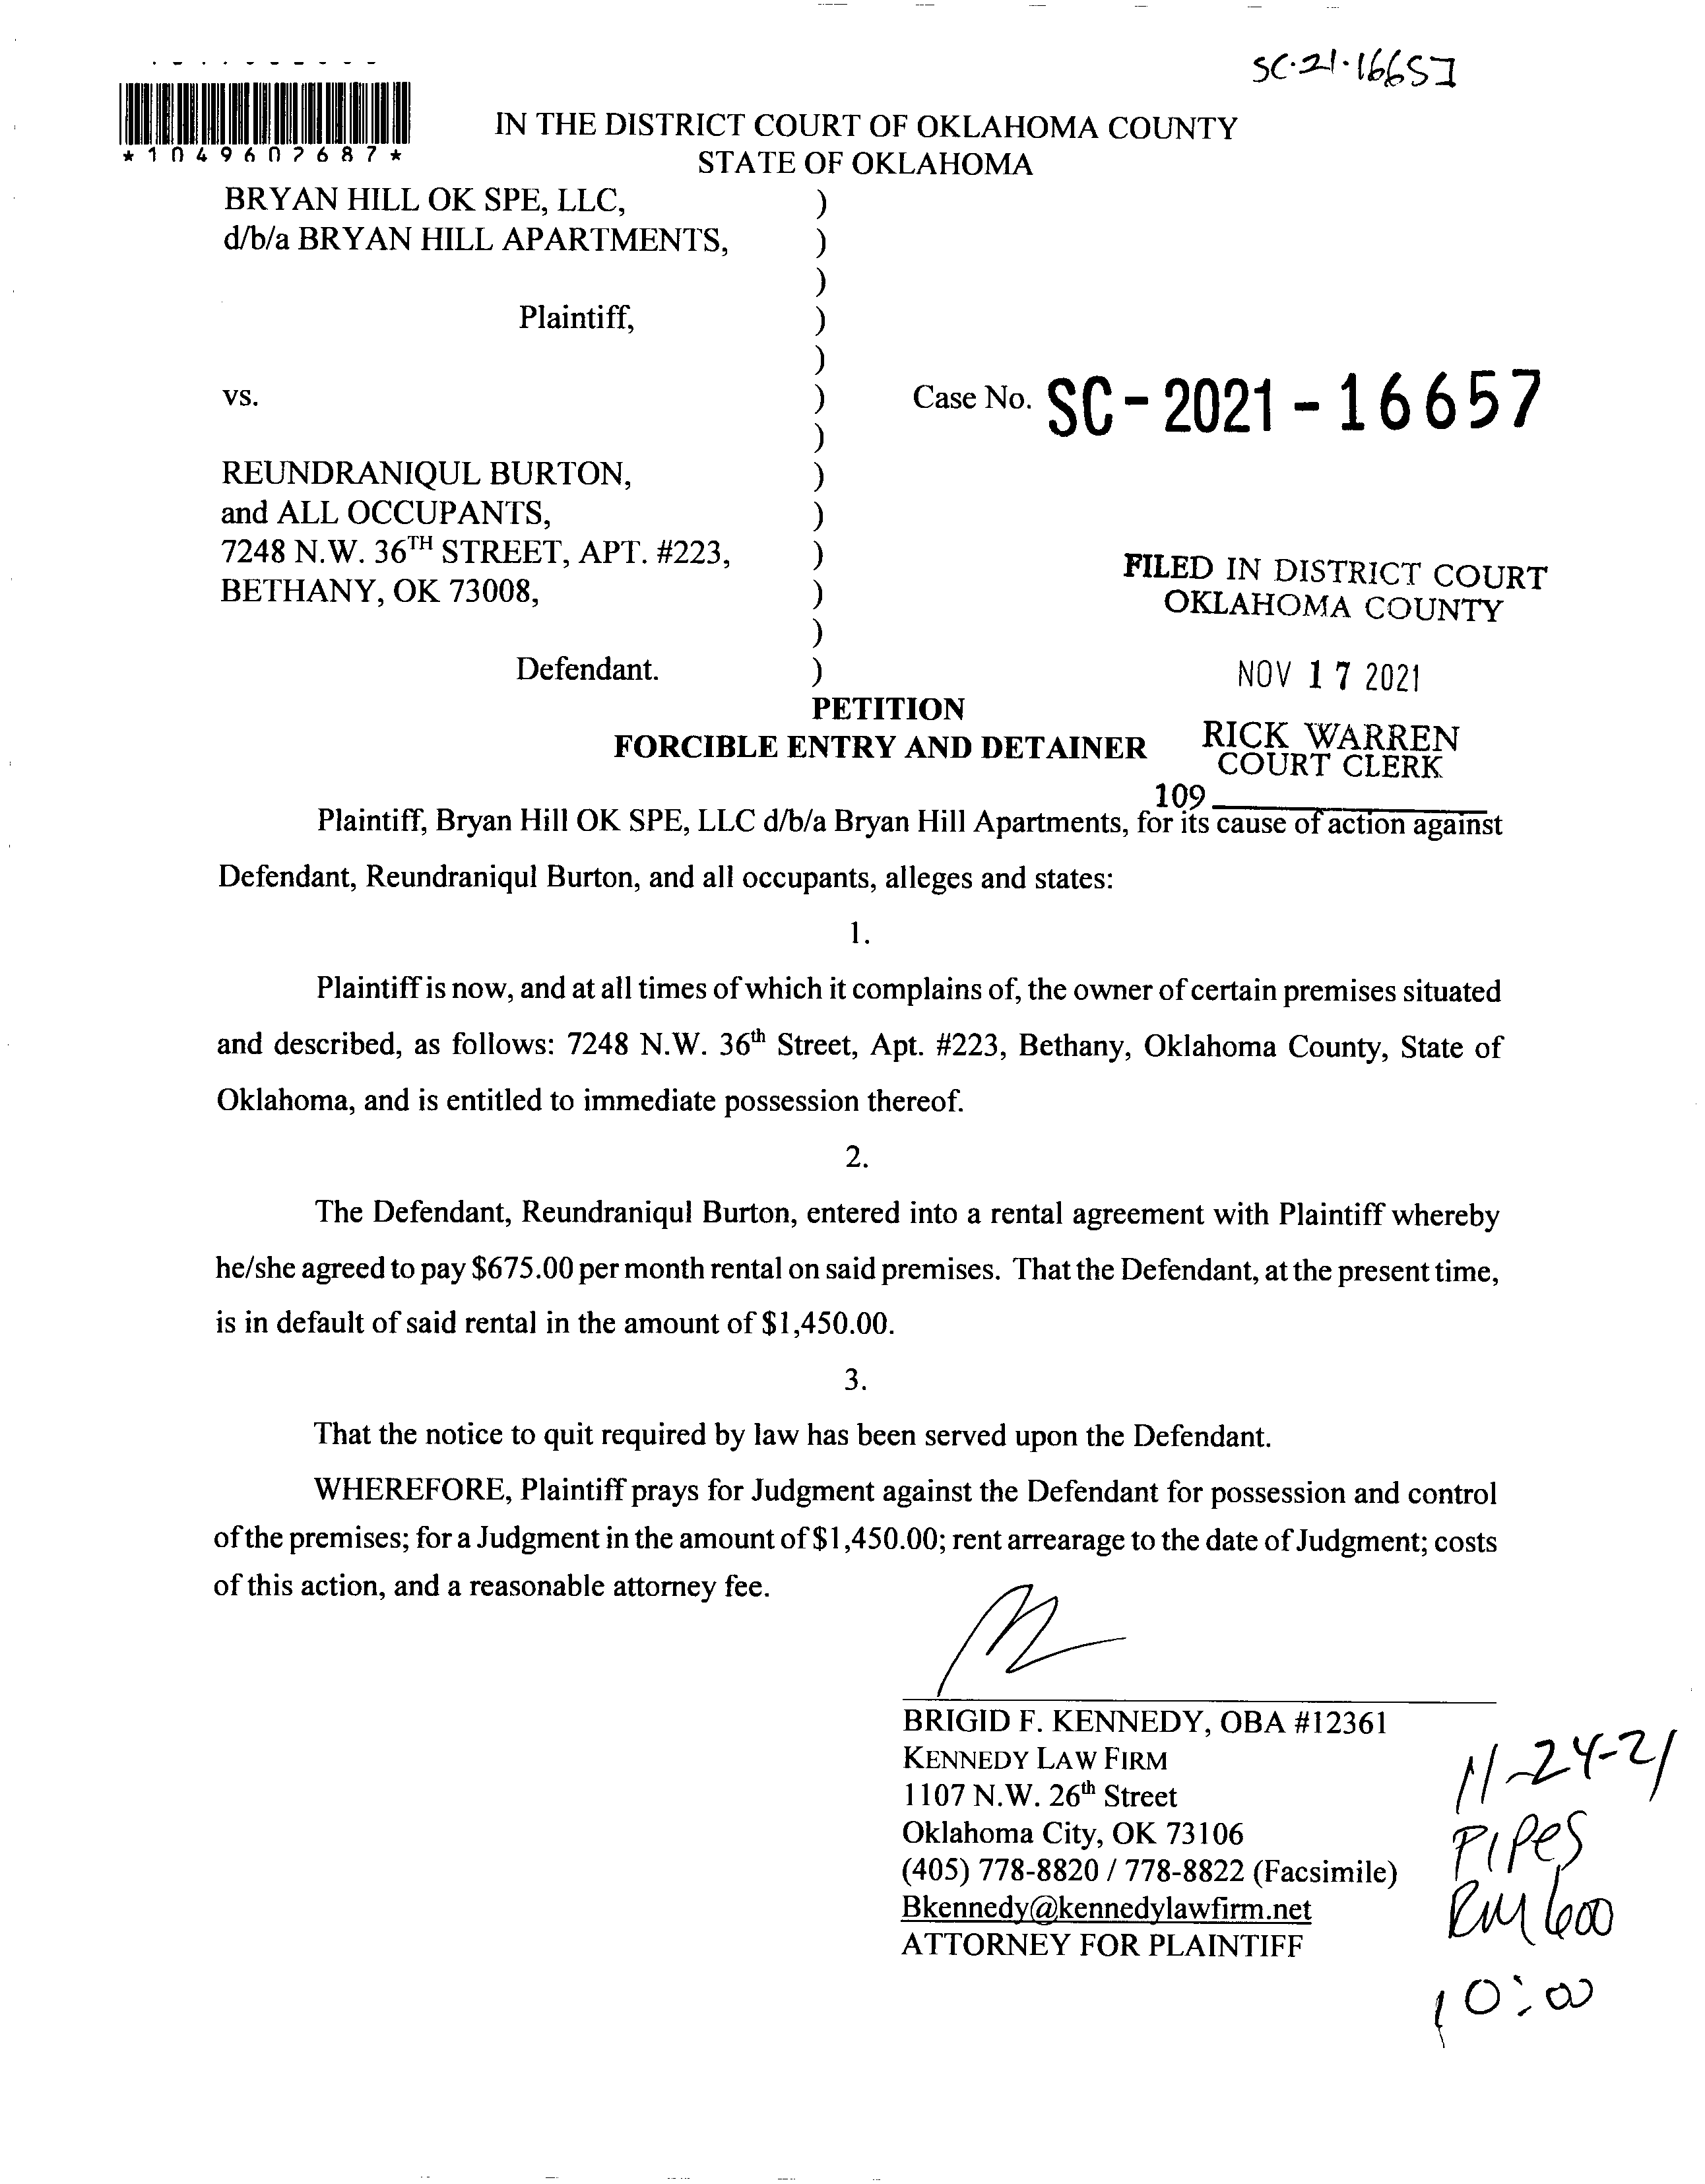 SC-21-16657
*1049602687*
IN THE DISTRICT COURT OF OKLAHOMA COUNTY
STATE OF OKLAHOMA
BRYAN HILL OK SPE, LLC, )
d/b/a BRYAN HILL APARTMENTS, )
)
Plaintiff, )
)
vs. ) Case No. SC-2021-16657
)
REUNDRANIQUL BURTON, )
and ALL OCCUPANTS, )
7248 N.W. 36TH STREET, APT. #223, )
BETHANY, OK 73008, )
)
Defendant. )
FILED IN DISTRICT COURT
OKLAHOMA COUNTY
NOV 17 2021
RICK WARREN
COURT CLERK
109
PETITION
FORCIBLE ENTRY AND DETAINER
Plaintiff, Bryan Hill OK SPE, LLC d/b/a Bryan Hill Apartments, for its cause of action against
Defendant, Reundraniqul Burton, and all occupants, alleges and states:
1.
Plaintiff is now, and at all times of which it complains of, the owner of certain premises situated
and described, as follows: 7248 N.W. 36th Street, Apt. #223, Bethany, Oklahoma County, State of
Oklahoma, and is entitled to immediate possession thereof.
2.
The Defendant, Reundraniqul Burton, entered into a rental agreement with Plaintiff whereby
he/she agreed to pay $675.00 per month rental on said premises. That the Defendant, at the present time,
is in default of said rental in the amount of $1,450.00.
3.
That the notice to quit required by law has been served upon the Defendant.
WHEREFORE, Plaintiff prays for Judgment against the Defendant for possession and control
of the premises; for a Judgment in the amount of $1,450.00; rent arrearage to the date of Judgment; costs
of this action, and a reasonable attorney fee.
BRIGID F. KENNEDY, OBA #12361
KENNEDY LAW FIRM
1107 N.W. 26th Street
Oklahoma City, OK 73106
(405) 778-8820 / 778-8822 (Facsimile)
Bkennedy@kennedylawfirm.net
ATTORNEY FOR PLAINTIFF
11-24-21
PIPES
RM 600
10:00